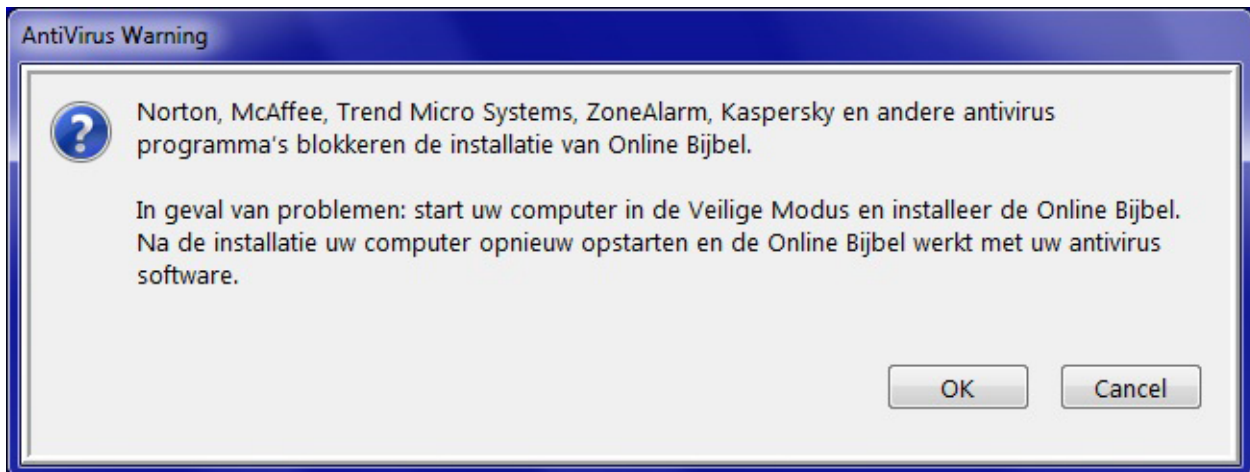 AntiVirus Warning
Norton, McAffee, Trend Micro Systems, ZoneAlarm, Kaspersky en andere antivirus
programma's blokkeren de installatie van Online Bijbel.
In geval van problemen: start uw computer in de Veilige Modus en installeer de Online Bijbel.
Na de installatie uw computer opnieuw opstarten en de Online Bijbel werkt met uw antivirus
software.
OK Cancel